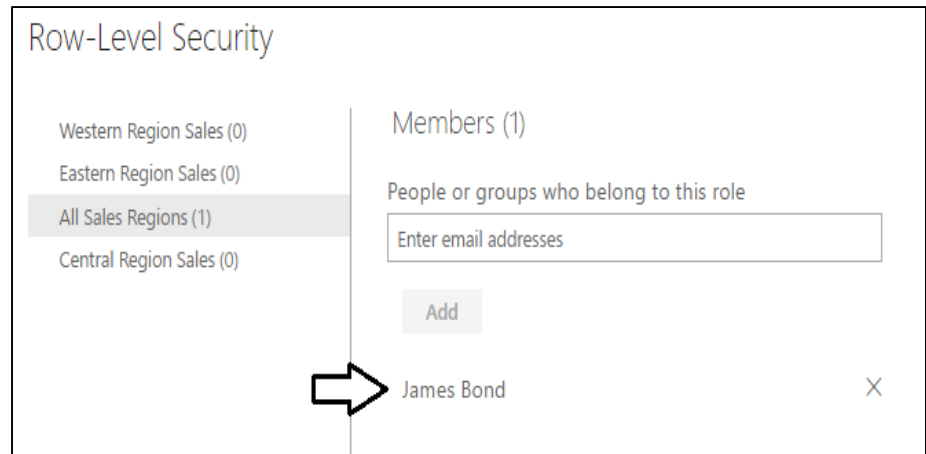 Row-Level Security
Western Region Sales (0)
Eastern Region Sales (0)
All Sales Regions (1)
Central Region Sales (0)
Members (1)
People or groups who belong to this role
Enter email addresses
Add
James Bond
X